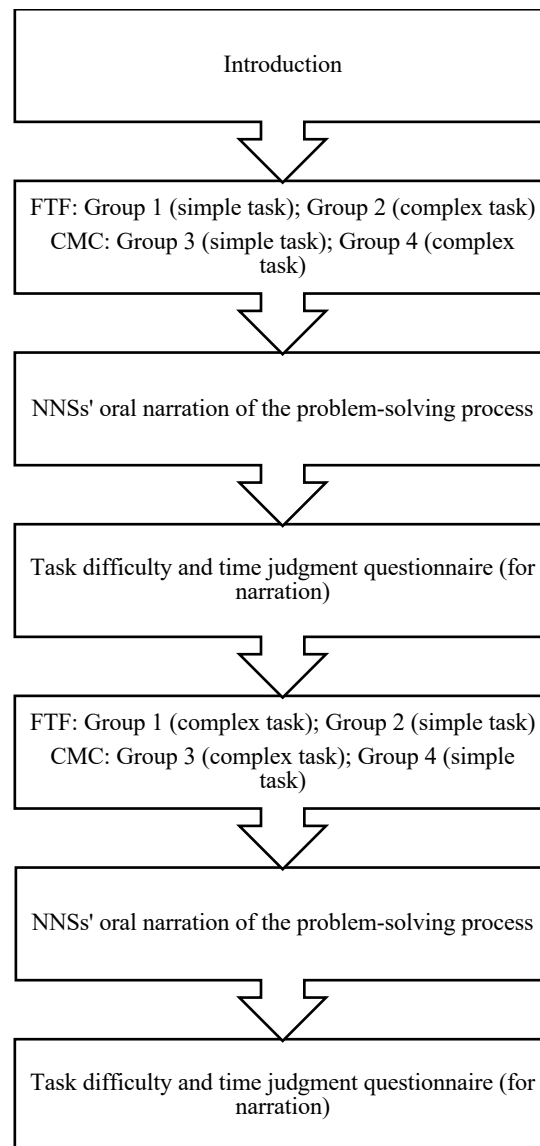 Introduction
FTF: Group 1 (simple task); Group 2 (complex task)
CMC: Group 3 (simple task); Group 4 (complex
task)
NNSs' oral narration of the problem-solving process
Task difficulty and time judgment questionnaire (for
narration)
FTF: Group 1 (complex task); Group 2 (simple task)
CMC: Group 3 (complex task); Group 4 (simple
task)
NNSs' oral narration of the problem-solving process
Task difficulty and time judgment questionnaire (for
narration)